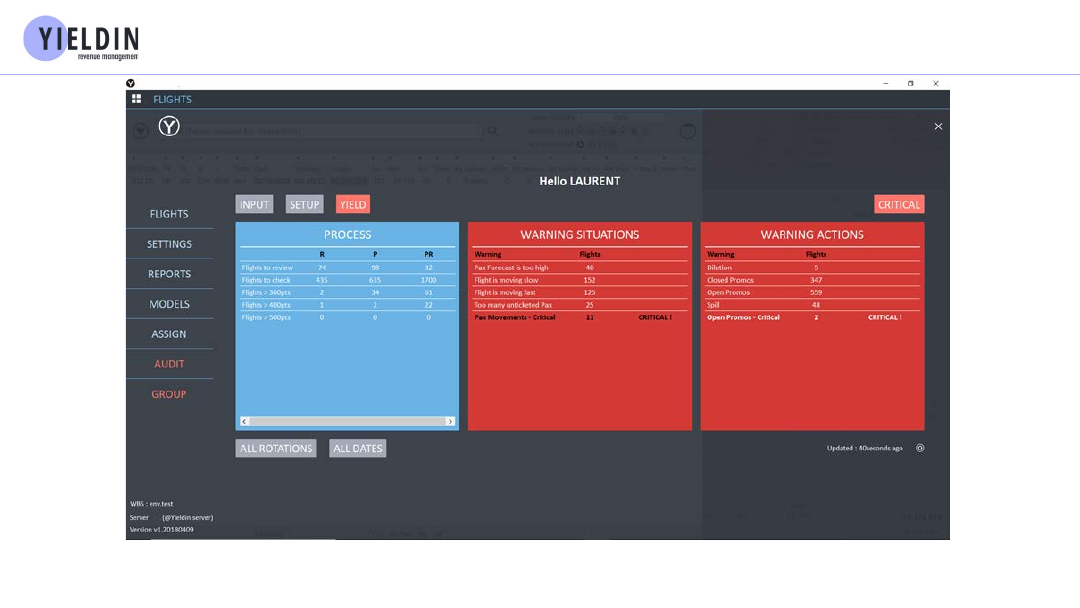 YIELDIN
revenue management
FLIGHTS
Hello LAURENT
INPUT SETUP YIELD CRITICAL
FLIGHTS
SETTINGS
REPORTS
MODELS
ASSIGN
AUDIT
GROUP
PROCESS
R P PR
Flights to review 74 98 32
Flights to check 435 635 1700
Flights > 300pts 2 34 61
Flights > 400pts 1 2 22
Flights > 500pts 0 0 0
WARNING SITUATIONS
Warning Flights
Pax Forecast is too high 46
Flight is moving slow 152
Flight is moving fast 125
Too many unticketed Pax 25
Pax Movements - Critical 11 CRITICAL !
WARNING ACTIONS
Warning Flights
Dilution 5
Closed Promos 347
Open Promos 559
Spill 48
Open Promos - Critical 2 CRITICAL !
ALL ROTATIONS ALL DATES
Updated : 80seconds ago
WBS : env.test
Server (@Yieldin server)
Version v1.20180409